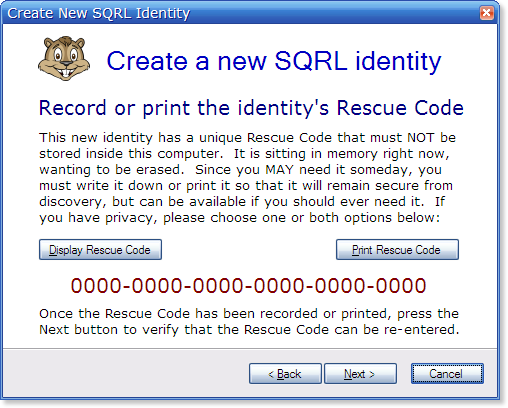 Create New SQRL Identity
Create a new SQRL identity
Record or print the identity's Rescue Code
This new identity has a unique Rescue Code that must NOT be
stored inside this computer.  It is sitting in memory right now,
wanting to be erased.  Since you MAY need it someday, you
must write it down or print it so that it will remain secure from
discovery, but can be available if you should ever need it.  If
you have privacy, please choose one or both options below:
Display Rescue Code Print Rescue Code
0000-0000-0000-0000-0000-0000
Once the Rescue Code has been recorded or printed, press the
Next button to verify that the Rescue Code can be re-entered.
< Back Next > Cancel